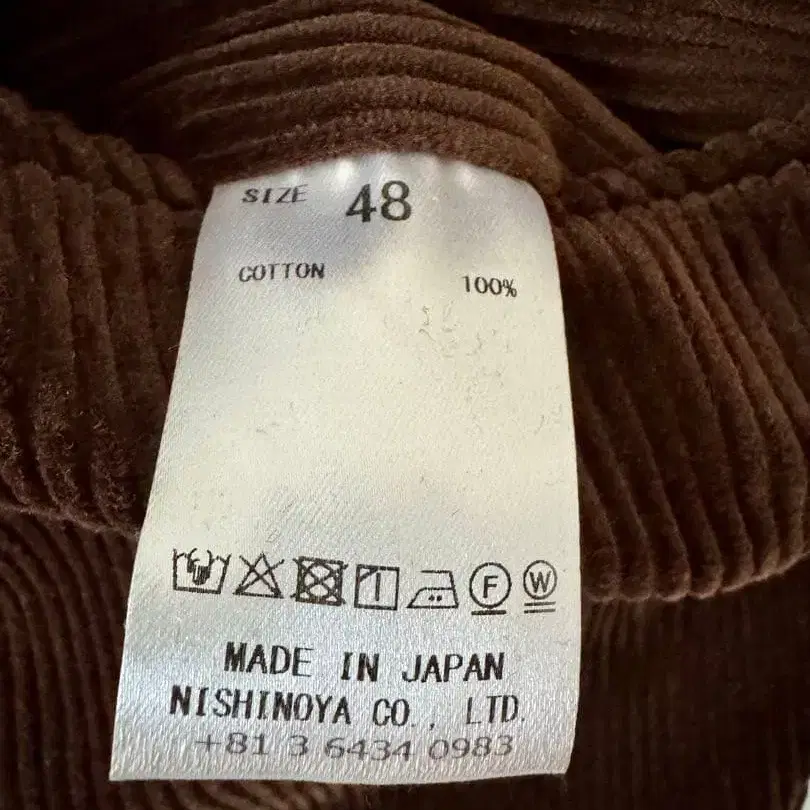 SIZE 48
COTTON 100%
F W
MADE IN JAPAN
NISHINOYA CO., LTD.
+81 3 6434 0983